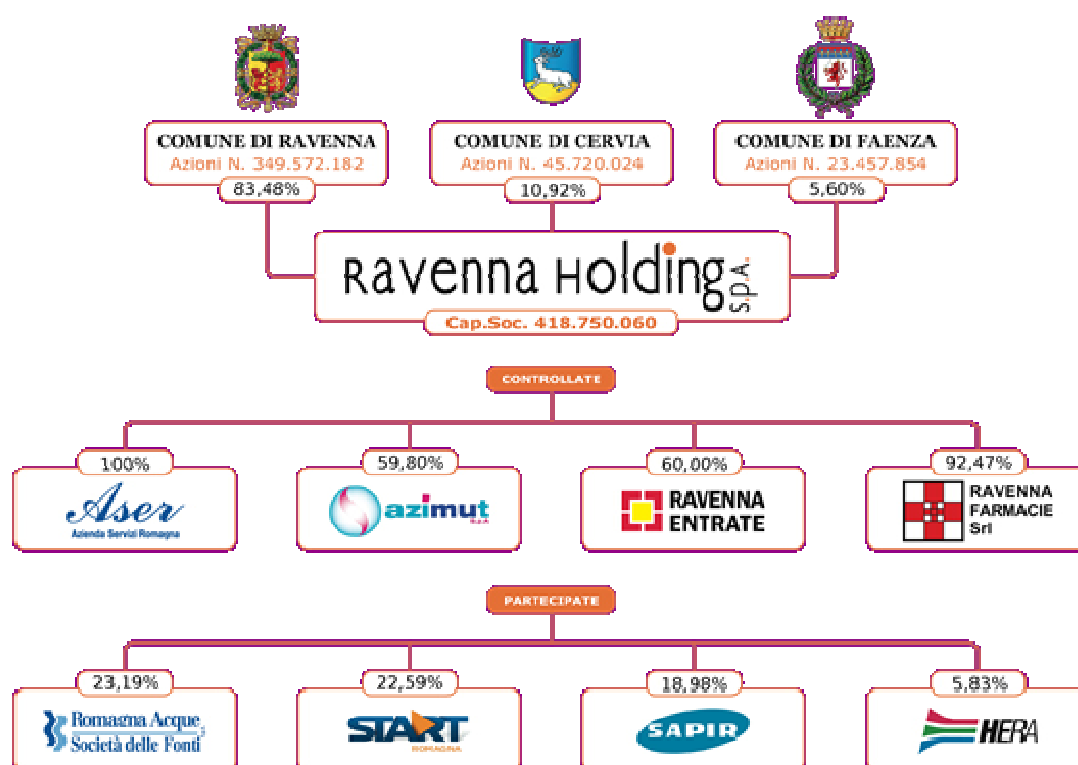 COMUNE DI RAVENNA
Azioni N. 349.572.182
83,48%
COMUNE DI CERVIA
Azioni N. 45.720.024
10,92%
COMUNE DI FAENZA
Azioni N. 23.457.854
5,60%
Ravenna Holding S.p.A.
Cap.Soc. 418.750.060
CONTROLLATE
100%
Aser
Azienda Servizi Romagna
59,80%
azimut
S.p.A
60,00%
RAVENNA
ENTRATE
92,47%
RAVENNA
FARMACIE
Srl
PARTECIPATE
23,19%
Romagna Acque
Società delle Fonti
22,59%
START
ROMAGNA
18,98%
SAPIR
5,83%
HERA